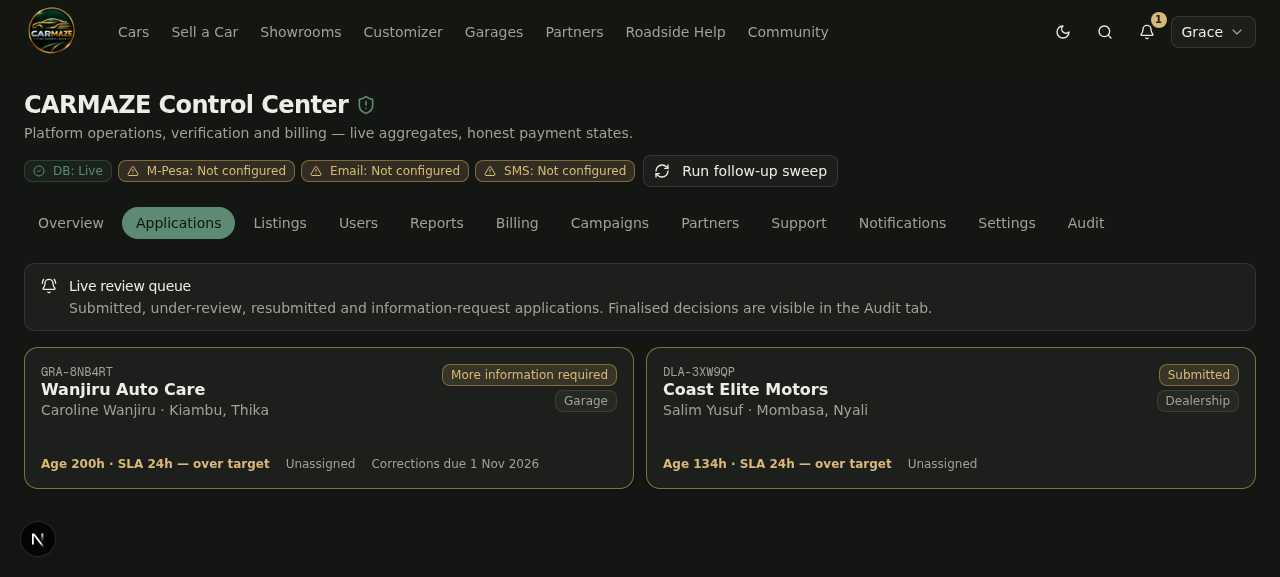 CARMAZE
Cars Sell a Car Showrooms Customizer Garages Partners Roadside Help Community
1
Grace
CARMAZE Control Center
Platform operations, verification and billing — live aggregates, honest payment states.
DB: Live M-Pesa: Not configured Email: Not configured SMS: Not configured Run follow-up sweep
Overview Applications Listings Users Reports Billing Campaigns Partners Support Notifications Settings Audit
Live review queue
Submitted, under-review, resubmitted and information-request applications. Finalised decisions are visible in the Audit tab.
GRA-8NB4RT
More information required
Wanjiru Auto Care
Garage
Caroline Wanjiru · Kiambu, Thika
Age 200h · SLA 24h — over target Unassigned Corrections due 1 Nov 2026
DLA-3XW9QP
Submitted
Coast Elite Motors
Dealership
Salim Yusuf · Mombasa, Nyali
Age 134h · SLA 24h — over target Unassigned
N